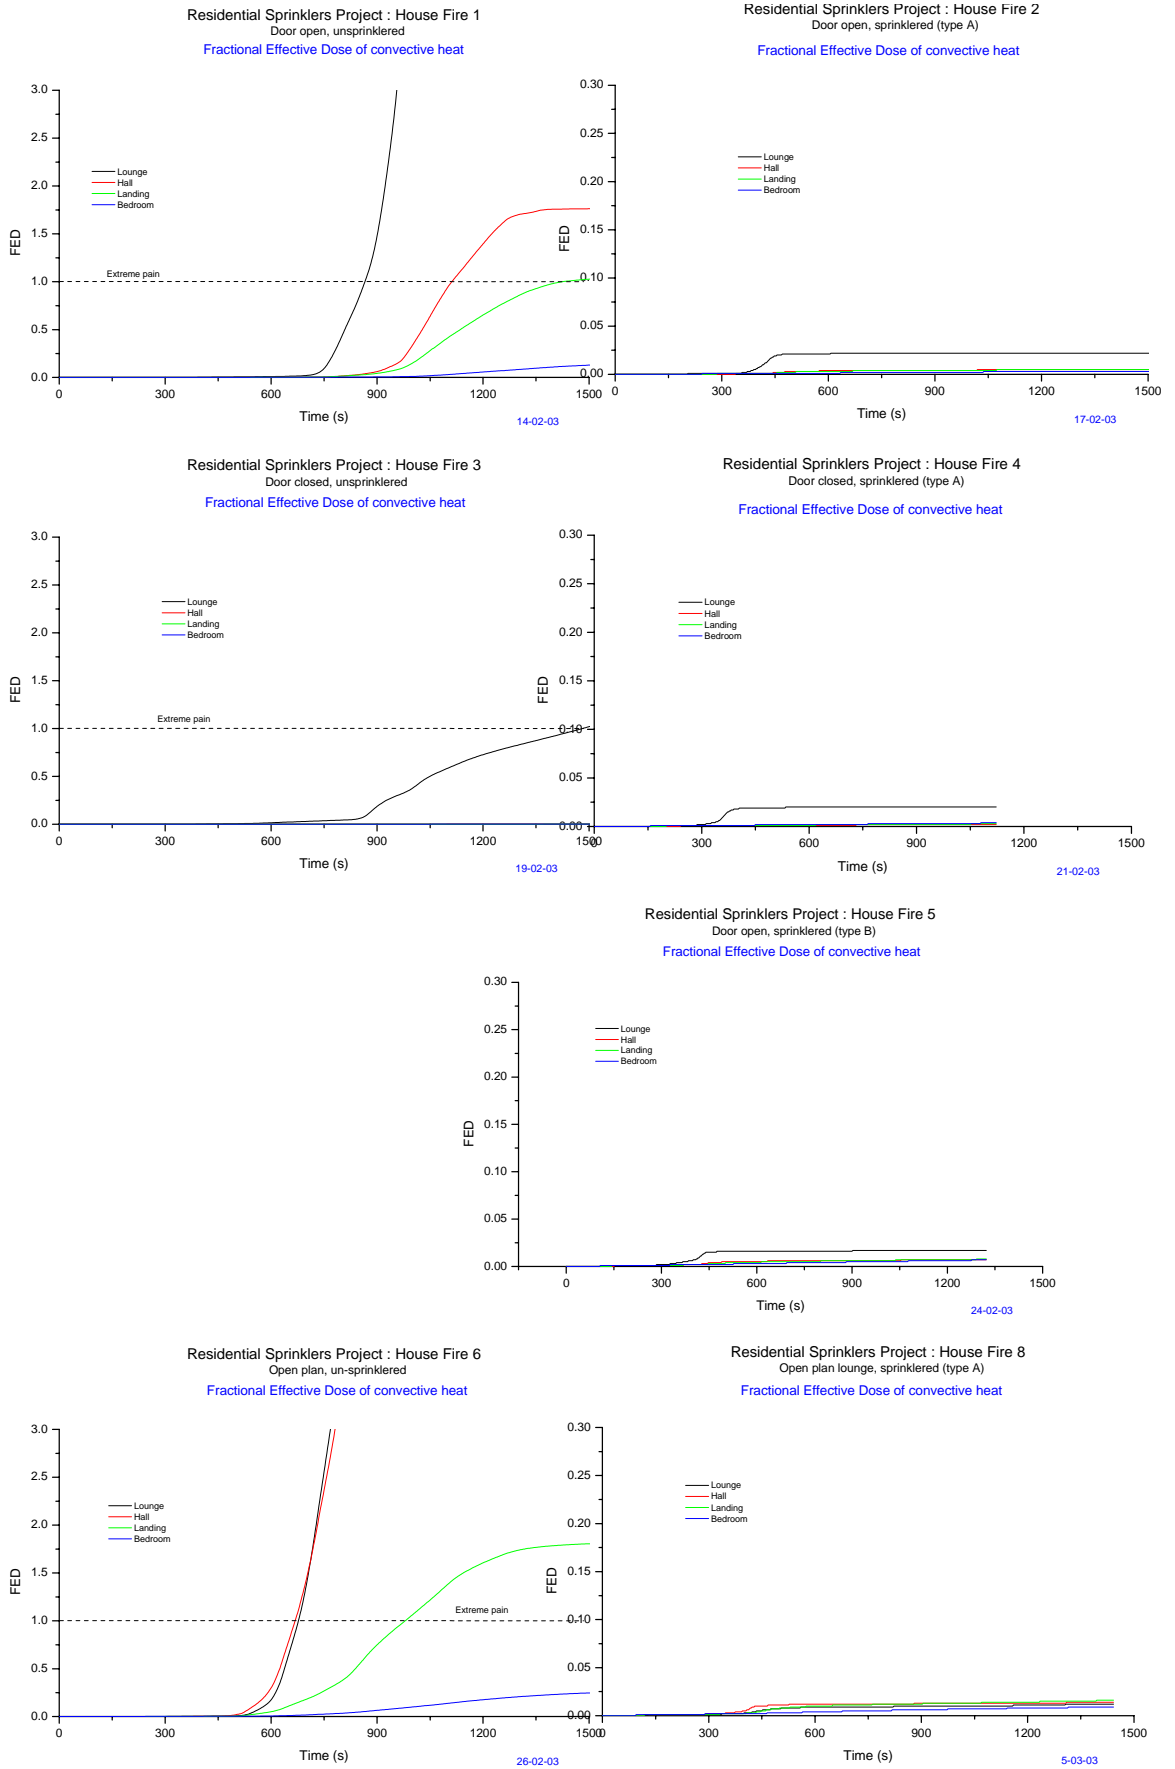 Residential Sprinklers Project : House Fire 1
Door open, unsprinklered
Fractional Effective Dose of convective heat
3.0
2.5
2.0
1.5
1.0
0.5
0.0
FED
Lounge
Hall
Landing
Bedroom
Extreme pain
0
300
600
900
1200
1500
Time (s)
14-02-03
Residential Sprinklers Project : House Fire 2
Door open, sprinklered (type A)
Fractional Effective Dose of convective heat
0.30
0.25
0.20
0.15
0.10
0.05
0.00
FED
Lounge
Hall
Landing
Bedroom
0
300
600
900
1200
1500
Time (s)
17-02-03
Residential Sprinklers Project : House Fire 3
Door closed, unsprinklered
Fractional Effective Dose of convective heat
3.0
2.5
2.0
1.5
1.0
0.5
0.0
FED
Lounge
Hall
Landing
Bedroom
Extreme pain
0
300
600
900
1200
1500
Time (s)
19-02-03
Residential Sprinklers Project : House Fire 4
Door closed, sprinklered (type A)
Fractional Effective Dose of convective heat
0.30
0.25
0.20
0.15
0.10
0.05
0.00
FED
Lounge
Hall
Landing
Bedroom
0
300
600
900
1200
1500
Time (s)
21-02-03
Residential Sprinklers Project : House Fire 5
Door open, sprinklered (type B)
Fractional Effective Dose of convective heat
0.30
0.25
0.20
0.15
0.10
0.05
0.00
FED
Lounge
Hall
Landing
Bedroom
0
300
600
900
1200
1500
Time (s)
24-02-03
Residential Sprinklers Project : House Fire 6
Open plan, un-sprinklered
Fractional Effective Dose of convective heat
3.0
2.5
2.0
1.5
1.0
0.5
0.0
FED
Lounge
Hall
Landing
Bedroom
Extreme pain
0
300
600
900
1200
1500
Time (s)
26-02-03
Residential Sprinklers Project : House Fire 8
Open plan lounge, sprinklered (type A)
Fractional Effective Dose of convective heat
0.30
0.25
0.20
0.15
0.10
0.05
0.00
FED
Lounge
Hall
Landing
Bedroom
0
300
600
900
1200
1500
Time (s)
5-03-03